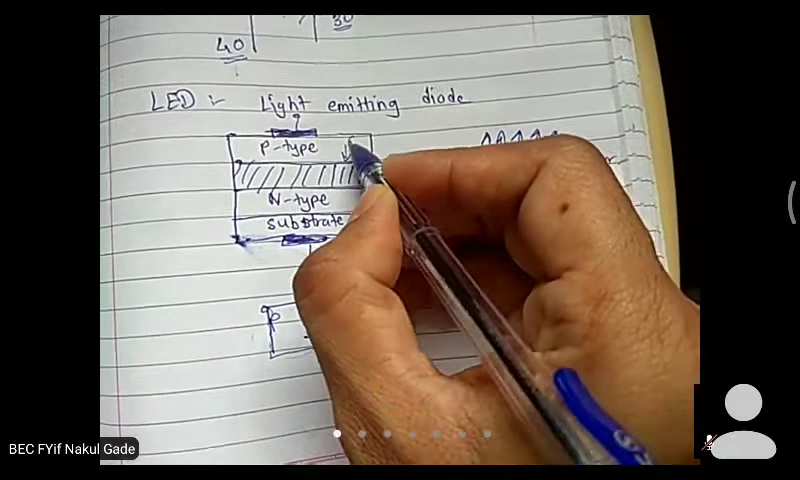 40
30
LED :- Light emitting diode
P-type
N-type
substrate
P
BEC FYif Nakul Gade